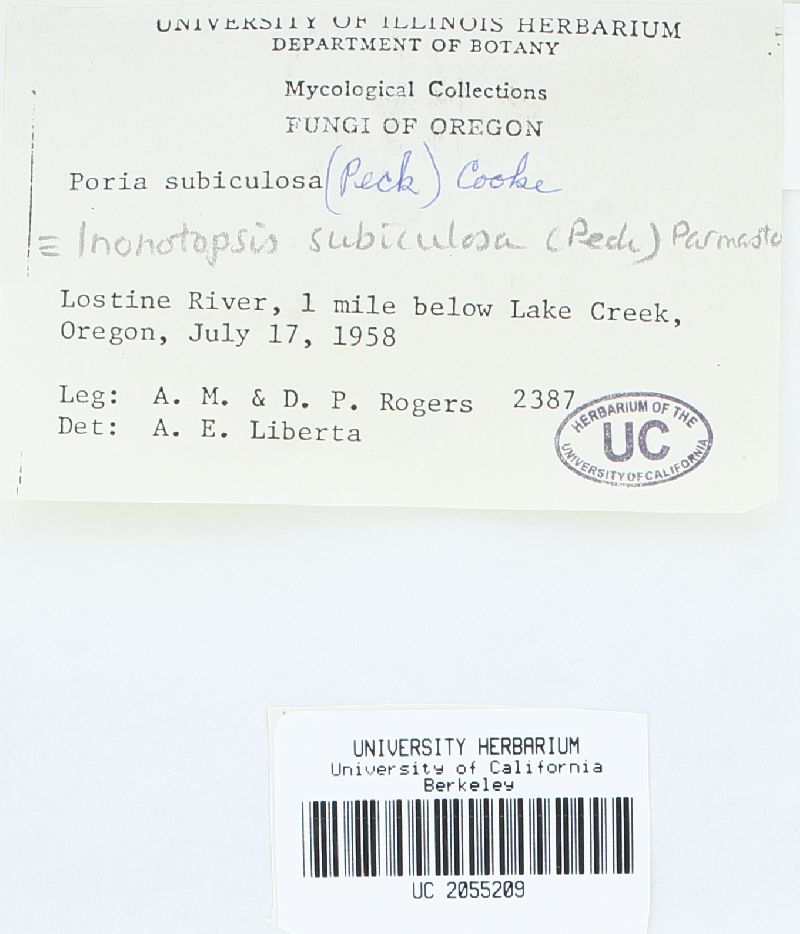 UNIVERSITY OF ILLINOIS HERBARIUM
DEPARTMENT OF BOTANY
Mycological Collections
FUNGI OF OREGON
Poria subiculosa (Peck) Cooke
= Inonotopsis subiculosa (Peck) Parmasto
Lostine River, 1 mile below Lake Creek,
Oregon, July 17, 1958
Leg: A. M. & D. P. Rogers 2387
Det: A. E. Liberta
HERBARIUM OF THE
UC
UNIVERSITY OF CALIFORNIA
UNIVERSITY HERBARIUM
University of California
Berkeley
UC 2055209